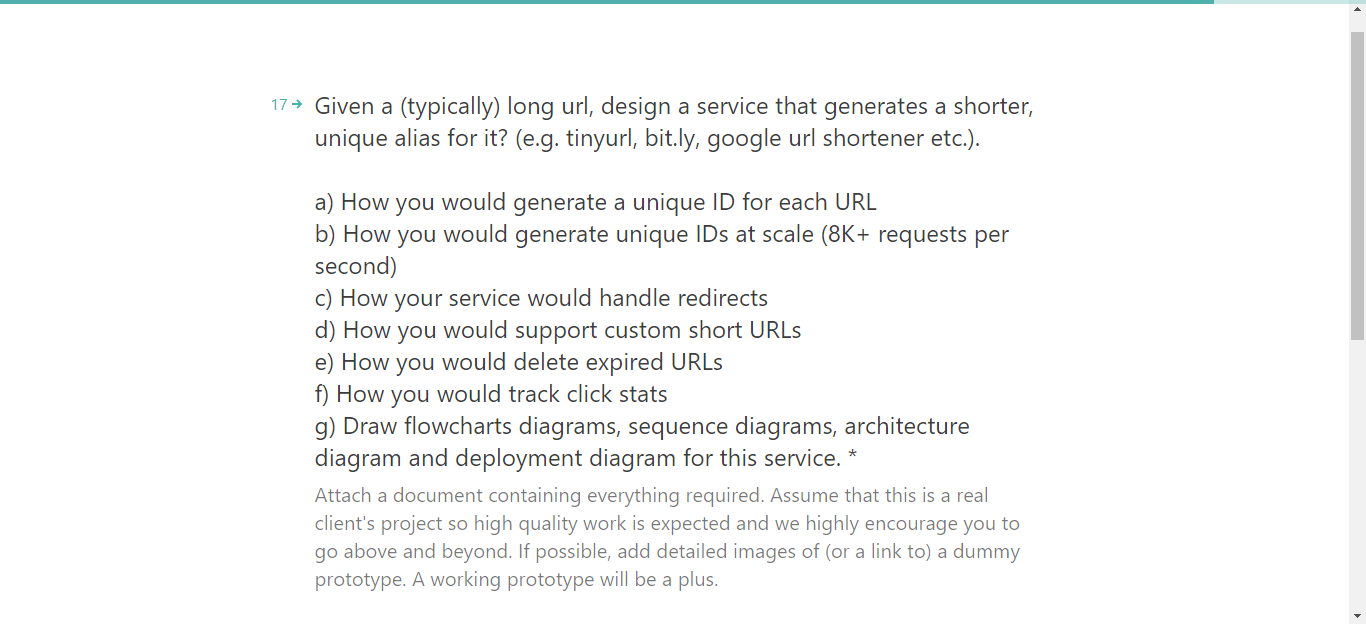 17→ Given a (typically) long url, design a service that generates a shorter,
unique alias for it? (e.g. tinyurl, bit.ly, google url shortener etc.).
a) How you would generate a unique ID for each URL
b) How you would generate unique IDs at scale (8K+ requests per
second)
c) How your service would handle redirects
d) How you would support custom short URLs
e) How you would delete expired URLs
f) How you would track click stats
g) Draw flowcharts diagrams, sequence diagrams, architecture
diagram and deployment diagram for this service. *
Attach a document containing everything required. Assume that this is a real
client's project so high quality work is expected and we highly encourage you to
go above and beyond. If possible, add detailed images of (or a link to) a dummy
prototype. A working prototype will be a plus.